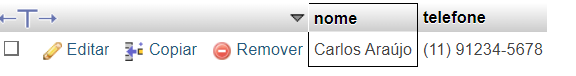 nome telefone
Editar Copiar Remover Carlos Araújo (11) 91234-5678